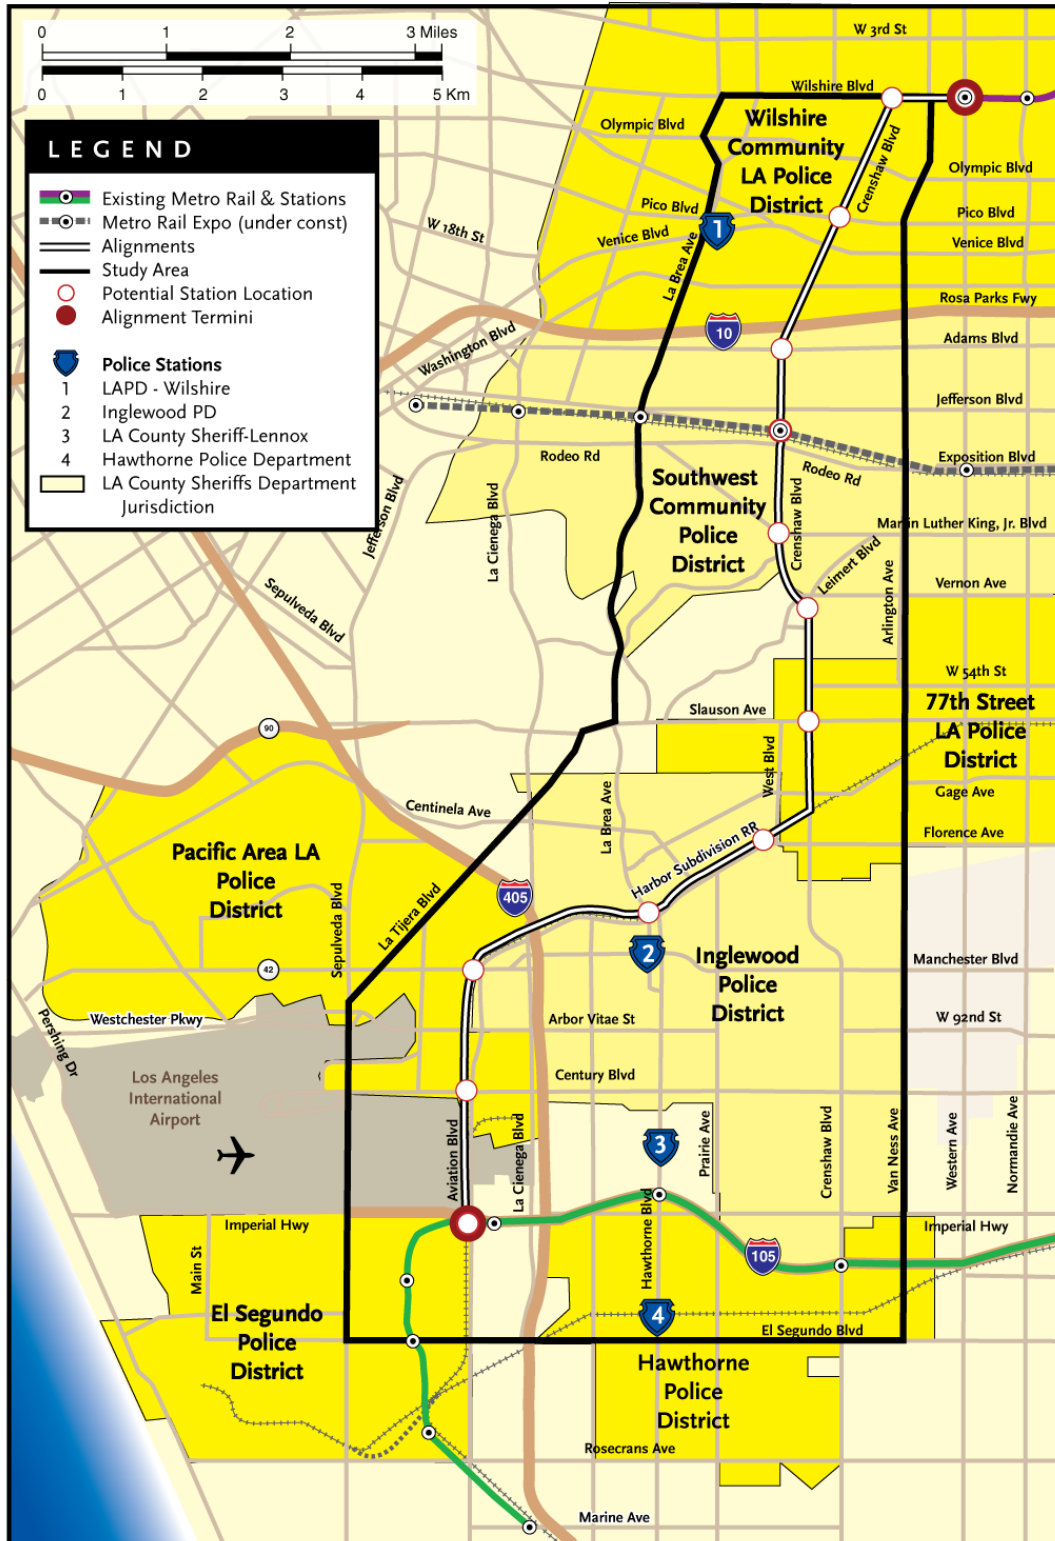 0 1 2 3 Miles
0 1 2 3 4 5 Km
LEGEND
Existing Metro Rail & Stations
Metro Rail Expo (under const)
Alignments
Study Area
Potential Station Location
Alignment Termini
Police Stations
1 LAPD - Wilshire
2 Inglewood PD
3 LA County Sheriff-Lennox
4 Hawthorne Police Department
LA County Sheriffs Department
Jurisdiction
W 3rd St
Wilshire Blvd
Wilshire
Community
LA Police
District
Olympic Blvd
Crenshaw Blvd
Olympic Blvd
Pico Blvd
Pico Blvd
W 18th St
Venice Blvd
1
Venice Blvd
La Brea Ave
Rosa Parks Fwy
10
Washington Blvd
Adams Blvd
Jefferson Blvd
Rodeo Rd
Rodeo Rd
Exposition Blvd
Southwest
Community
Police
District
Jefferson Blvd
La Cienega Blvd
Crenshaw Blvd
Martin Luther King, Jr. Blvd
Leimert Blvd
Arlington Ave
Vernon Ave
Sepulveda Blvd
W 54th St
90
Slauson Ave
77th Street
LA Police
District
West Blvd
Centinela Ave
La Brea Ave
Gage Ave
Florence Ave
Harbor Subdivision RR
Pacific Area LA
Police
District
405
Sepulveda Blvd
La Tijera Blvd
2
Inglewood
Police
District
42
Manchester Blvd
Pershing Dr
Westchester Pkwy
Arbor Vitae St
W 92nd St
Los Angeles
International
Airport
Century Blvd
Aviation Blvd
La Cienega Blvd
3
Prairie Ave
Crenshaw Blvd
Van Ness Ave
Western Ave
Normandie Ave
Imperial Hwy
Hawthorne Blvd
Imperial Hwy
105
Main St
El Segundo
Police
District
4
El Segundo Blvd
Hawthorne
Police
District
Rosecrans Ave
Marine Ave